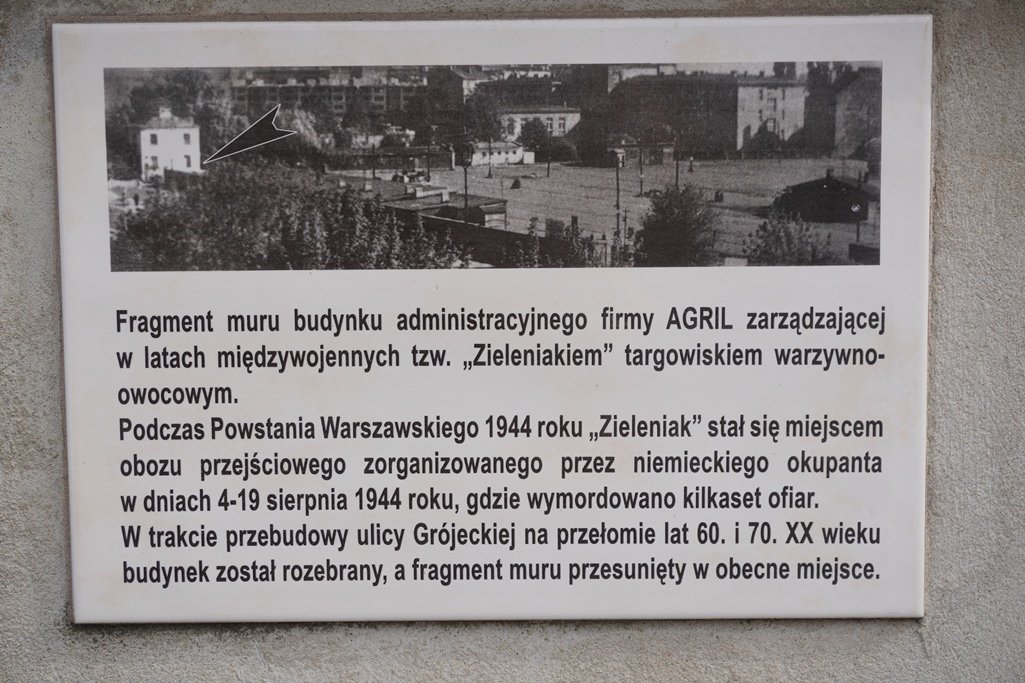 Fragment muru budynku administracyjnego firmy AGRIL zarządzającej
w latach międzywojennych tzw. „Zieleniakiem” targowiskiem warzywno-
owocowym.
Podczas Powstania Warszawskiego 1944 roku „Zieleniak” stał się miejscem
obozu przejściowego zorganizowanego przez niemieckiego okupanta
w dniach 4-19 sierpnia 1944 roku, gdzie wymordowano kilkaset ofiar.
W trakcie przebudowy ulicy Grójeckiej na przełomie lat 60. i 70. XX wieku
budynek został rozebrany, a fragment muru przesunięty w obecne miejsce.